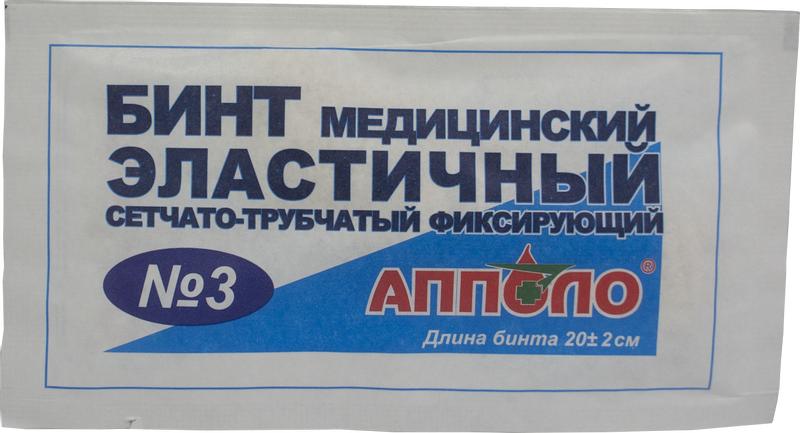 БИНТ МЕДИЦИНСКИЙ
ЭЛАСТИЧНЫЙ
СЕТЧАТО-ТРУБЧАТЫЙ ФИКСИРУЮЩИЙ
№3
АППОЛО®
Длина бинта 20± 2 см